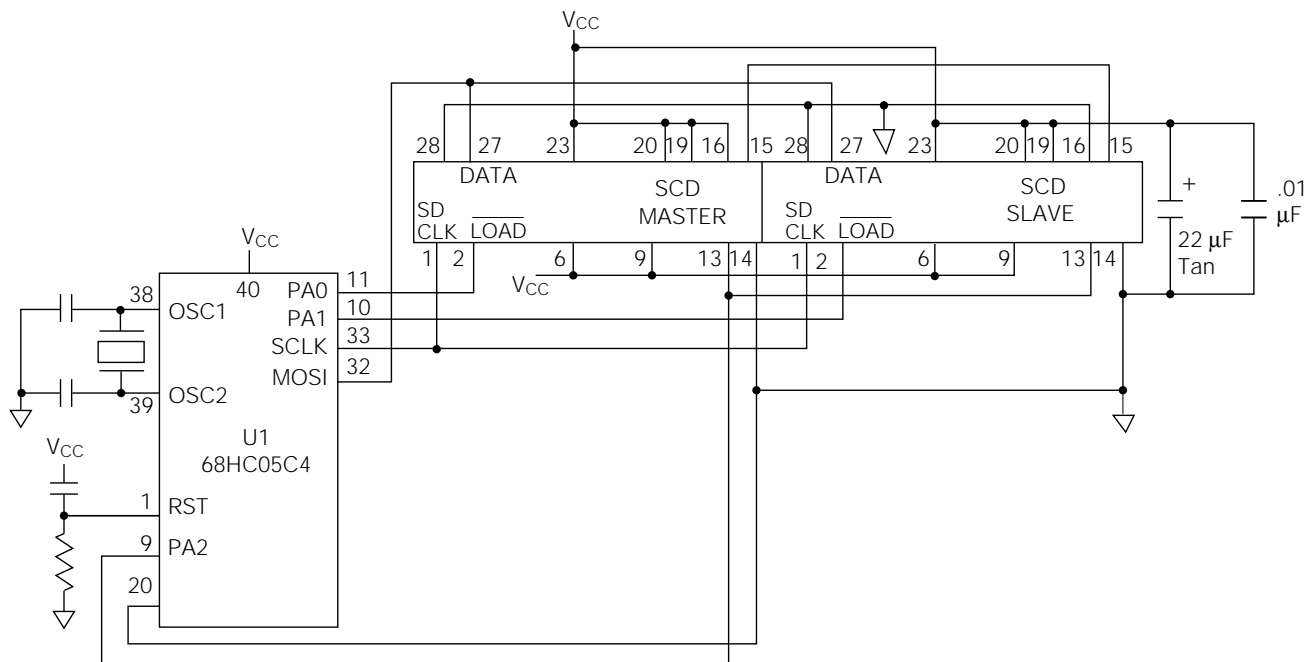 VCC
28 27 23 20 19 16 15 28 27 23 20 19 16 15
DATA
SCD
MASTER
SD
CLK
LOAD
DATA
SCD
SLAVE
SD
CLK
LOAD
+
22 µF
Tan
.01
µF
1 2 6 9 13 14 1 2 6 9 13 14
VCC
VCC
40
38
OSC1
39
OSC2
PA0 11
PA1 10
SCLK 33
MOSI 32
U1
68HC05C4
VCC
1 RST
9 PA2
20